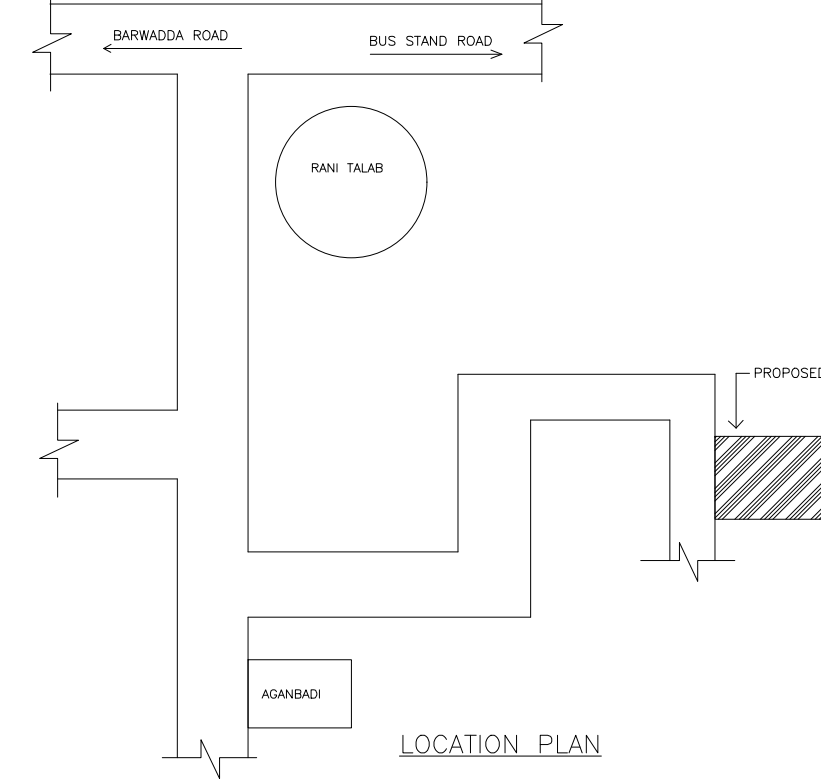 BARWADDA ROAD
BUS STAND ROAD
RANI TALAB
PROPOSED
AGANBADI
LOCATION PLAN